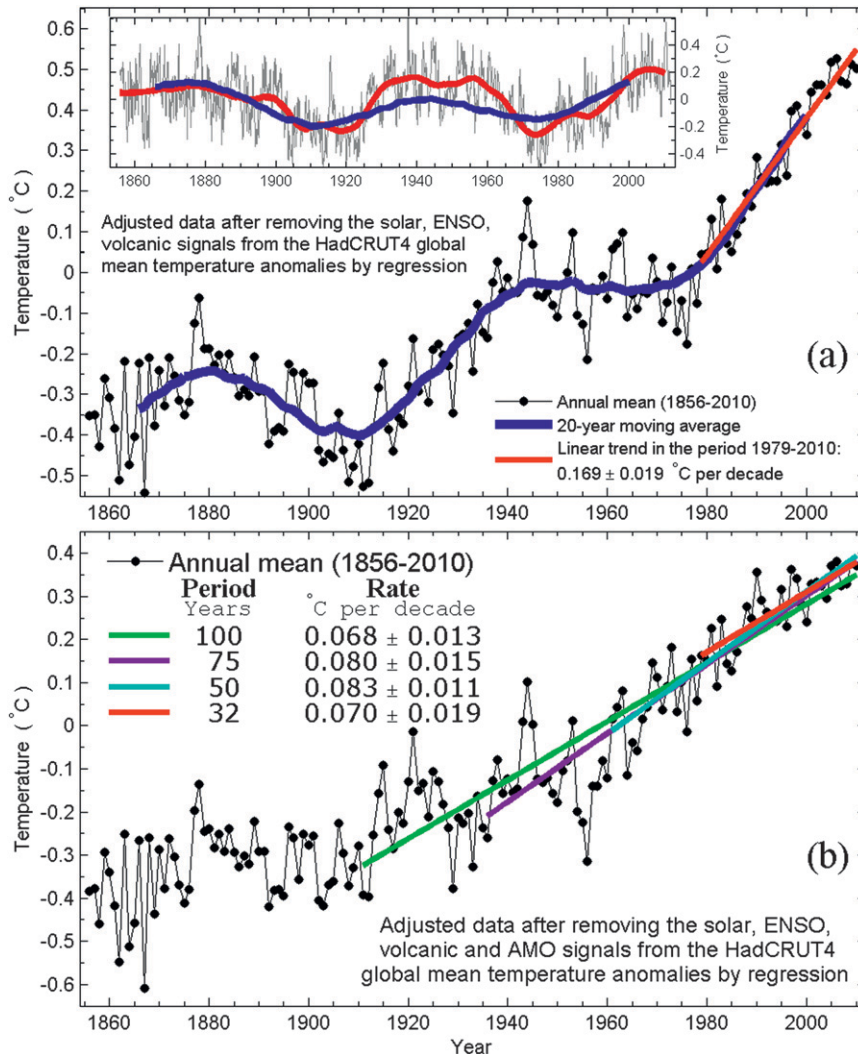 0.6
0.5
0.4
0.3
0.2
0.1
0
-0.1
-0.2
-0.3
-0.4
-0.5
Temperature (°C)
0.4
0.2
0
-0.2
-0.4
Temperature (°C)
1860 1880 1900 1920 1940 1960 1980 2000
Adjusted data after removing the solar, ENSO,
volcanic signals from the HadCRUT4 global
mean temperature anomalies by regression
(a)
Annual mean (1856-2010)
20-year moving average
Linear trend in the period 1979-2010:
0.169 ± 0.019 °C per decade
1860 1880 1900 1920 1940 1960 1980 2000
0.4
0.3
0.2
0.1
0
-0.1
-0.2
-0.3
-0.4
-0.5
-0.6
Temperature (°C)
Annual mean (1856-2010)
Period Rate
Years °C per decade
100 0.068 ± 0.013
75 0.080 ± 0.015
50 0.083 ± 0.011
32 0.070 ± 0.019
(b)
Adjusted data after removing the solar, ENSO,
volcanic and AMO signals from the HadCRUT4
global mean temperature anomalies by regression
1860 1880 1900 1920 1940 1960 1980 2000
Year